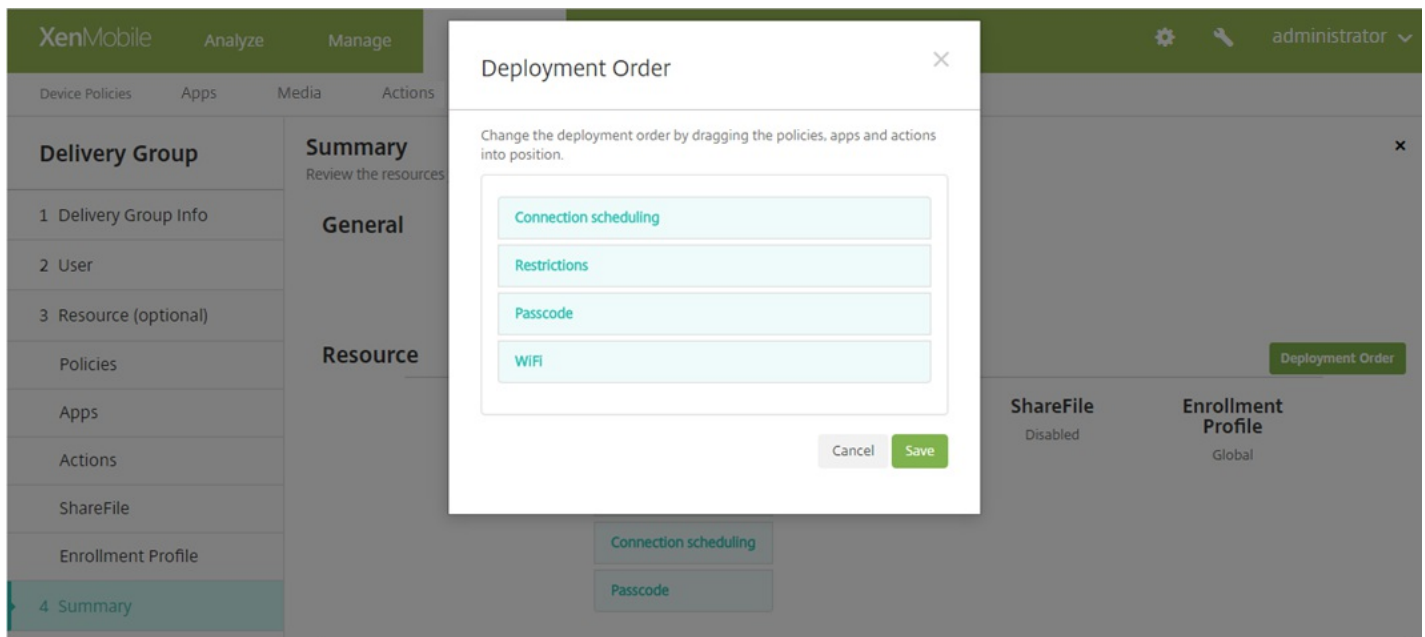 XenMobile Analyze Manage administrator
Device Policies Apps Media Actions
Deployment Order
Change the deployment order by dragging the policies, apps and actions
into position.
Connection scheduling
Restrictions
Passcode
WiFi
Cancel Save
Delivery Group
1 Delivery Group Info
2 User
3 Resource (optional)
Policies
Apps
Actions
ShareFile
Enrollment Profile
4 Summary
Summary
Review the resources
General
Resource
Deployment Order
ShareFile
Disabled
Enrollment
Profile
Global
Connection scheduling
Passcode